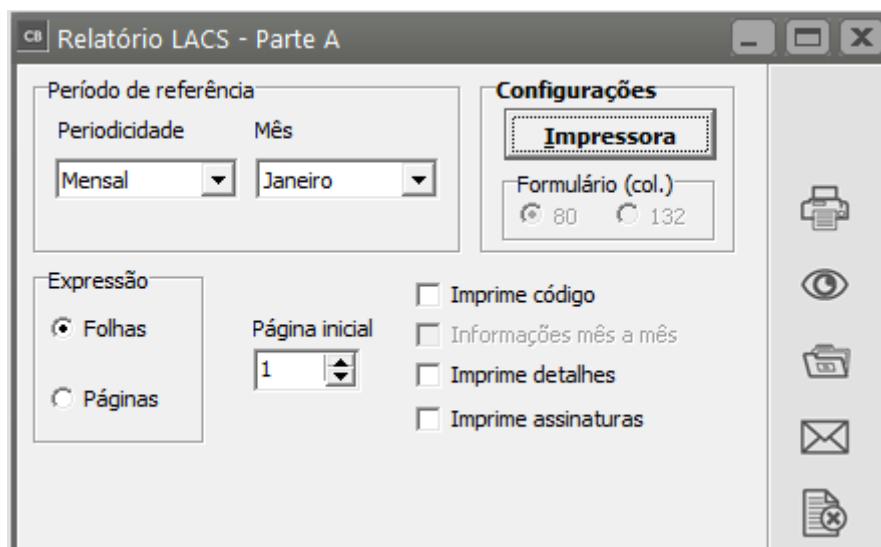 CB Relatório LACS - Parte A
Período de referência
Periodicidade Mês
Mensal Janeiro
Configurações
Impressora
Formulário (col.)
80 132
Expressão
Folhas
Páginas
Página inicial
1
Imprime código
Informações mês a mês
Imprime detalhes
Imprime assinaturas